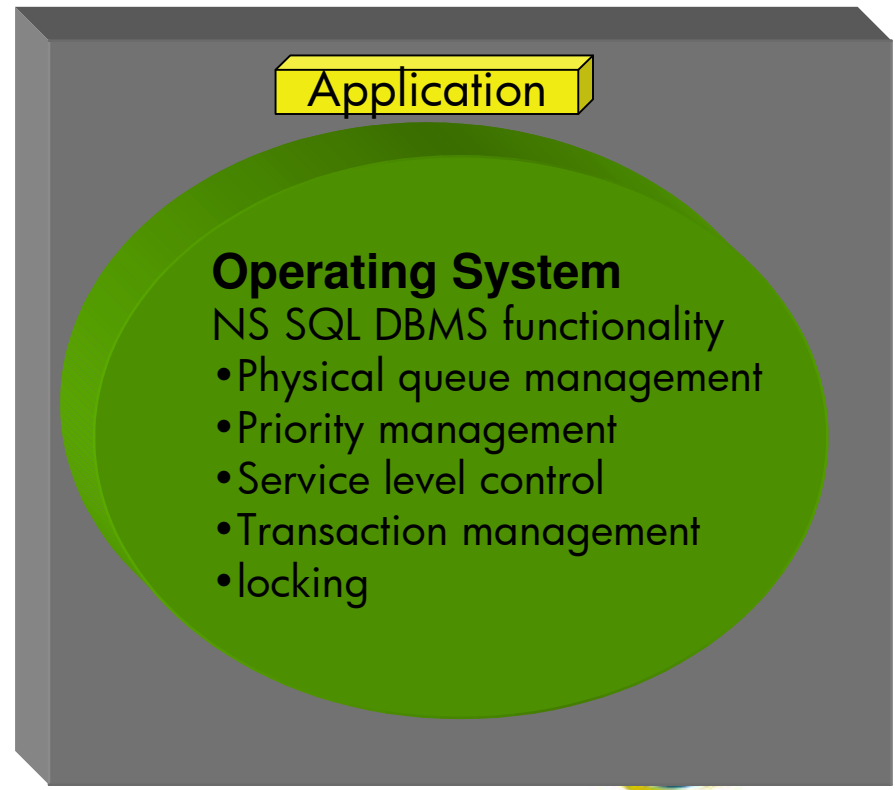 Application
Operating System
NS SQL DBMS functionality
•Physical queue management
•Priority management
•Service level control
•Transaction management
•locking